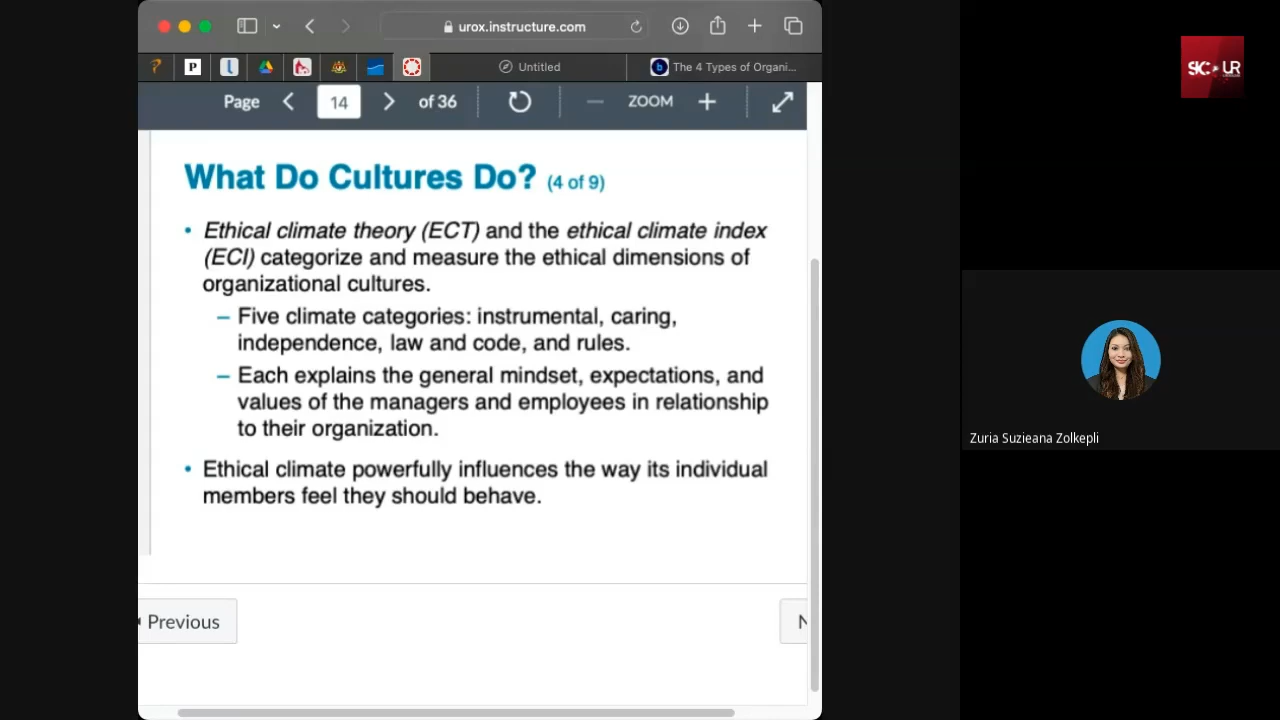 urox.instructure.com
Untitled
The 4 Types of Organi...
Page 14 of 36 ZOOM
What Do Cultures Do? (4 of 9)
• Ethical climate theory (ECT) and the ethical climate index
(ECI) categorize and measure the ethical dimensions of
organizational cultures.
– Five climate categories: instrumental, caring,
independence, law and code, and rules.
– Each explains the general mindset, expectations, and
values of the managers and employees in relationship
to their organization.
• Ethical climate powerfully influences the way its individual
members feel they should behave.
Previous
N
Zuria Suzieana Zolkepli